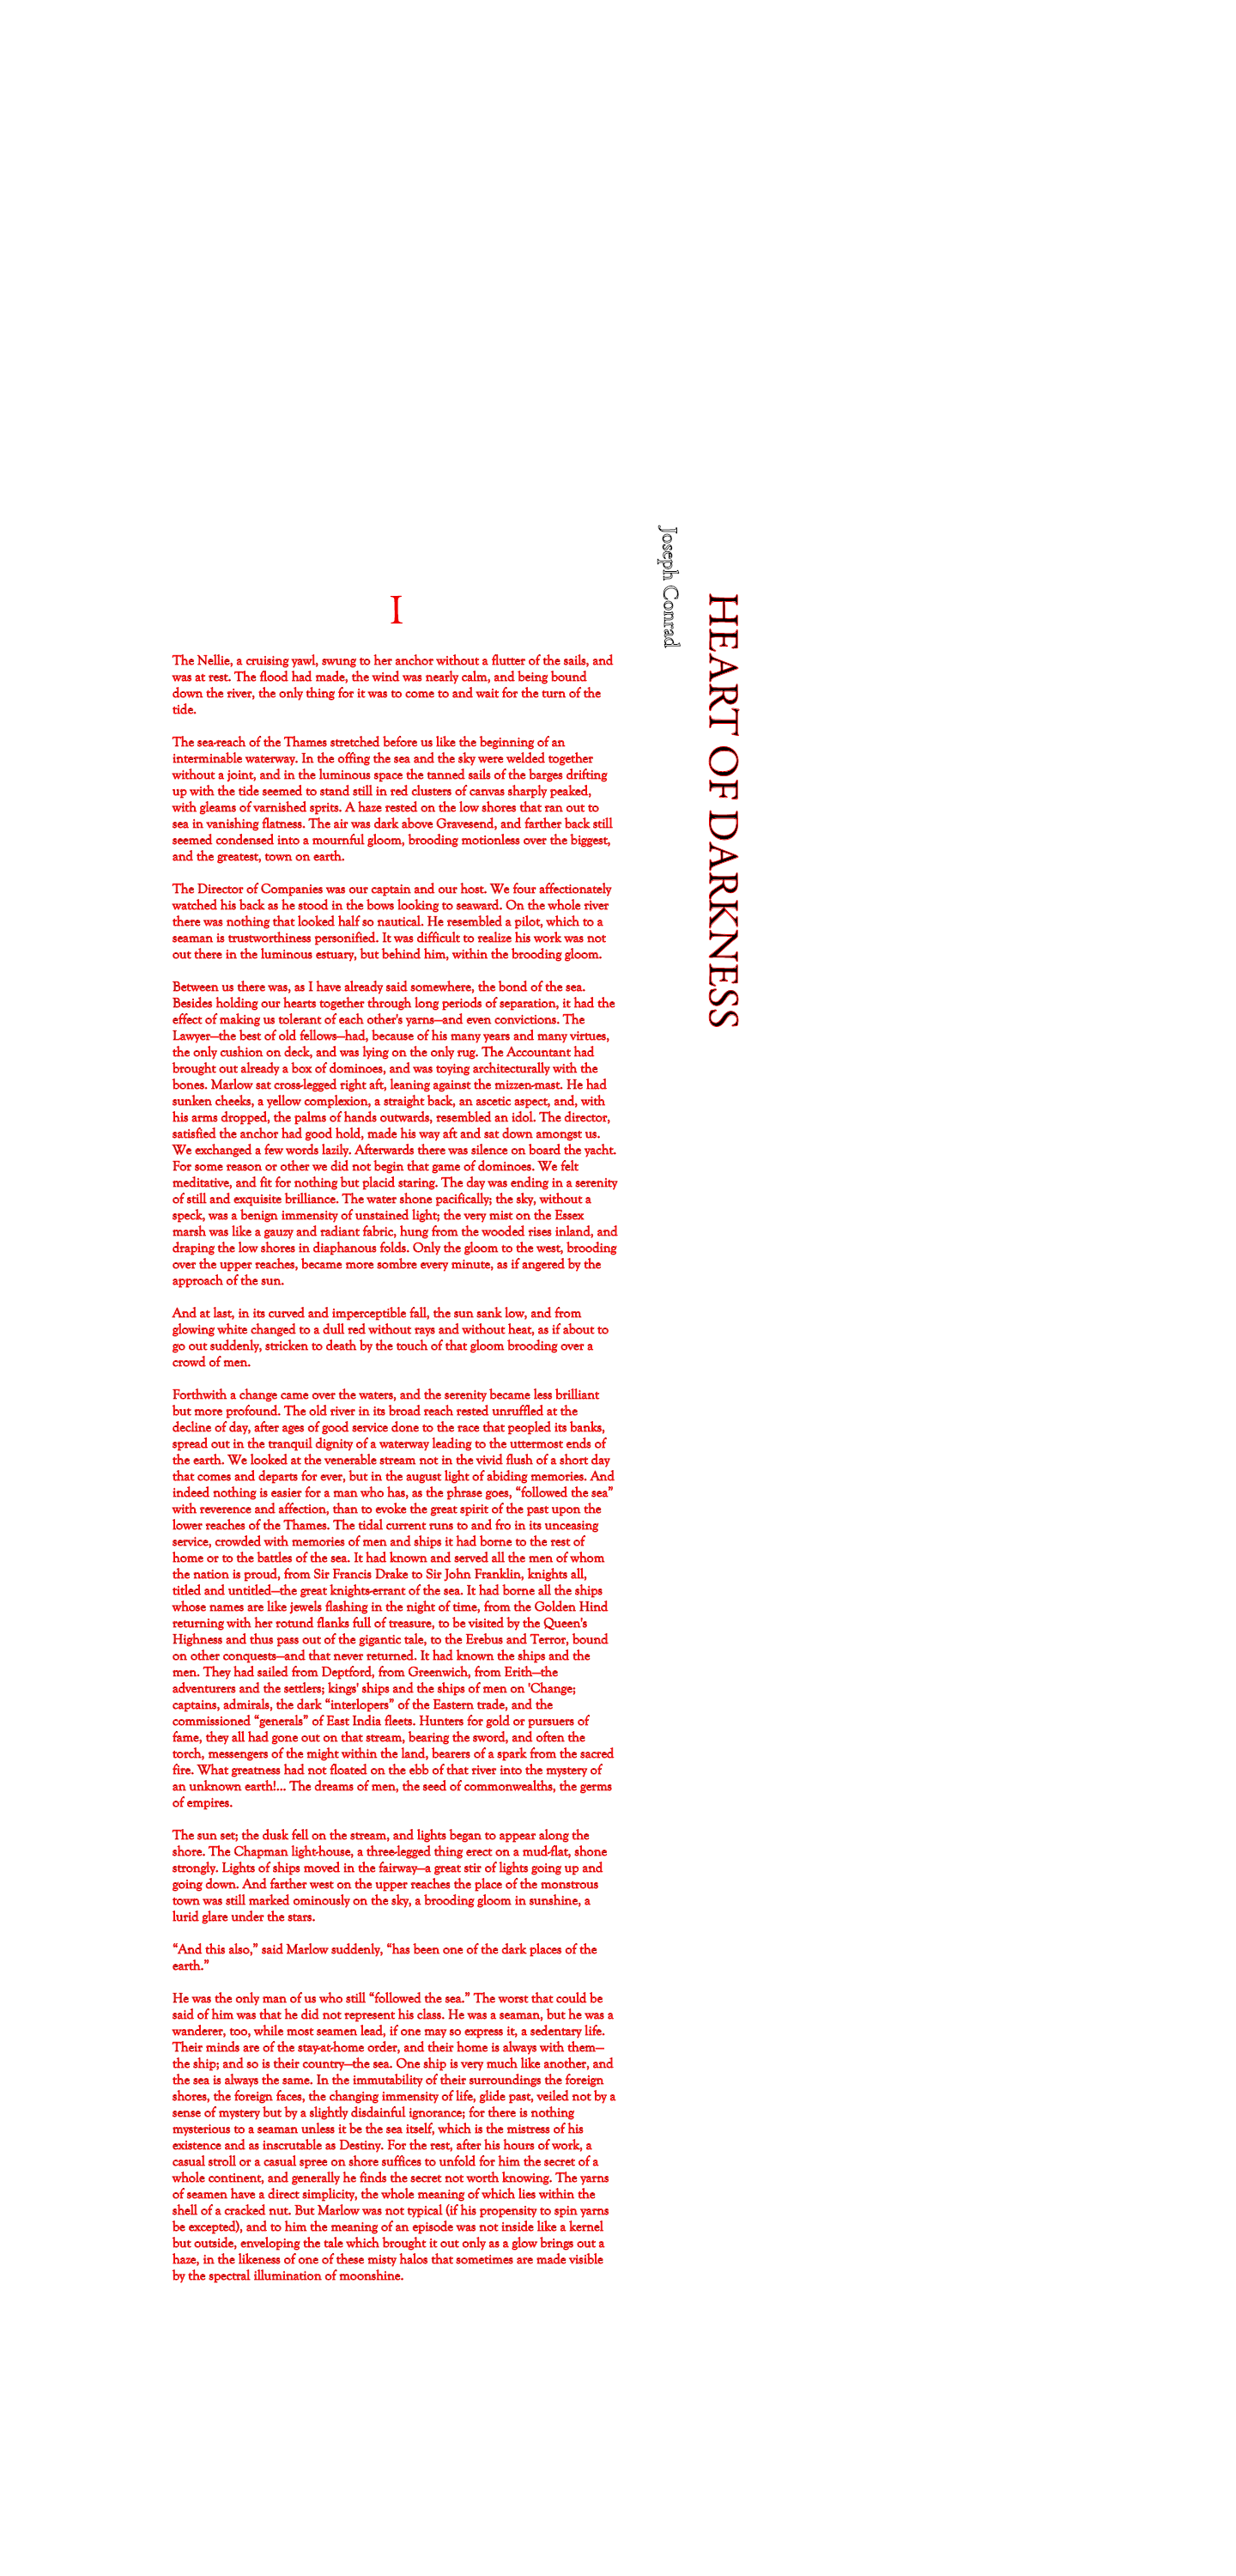 HEART OF DARKNESS
Joseph Conrad
I
The Nellie, a cruising yawl, swung to her anchor without a flutter of the sails, and
was at rest. The flood had made, the wind was nearly calm, and being bound
down the river, the only thing for it was to come to and wait for the turn of the
tide.
The sea-reach of the Thames stretched before us like the beginning of an
interminable waterway. In the offing the sea and the sky were welded together
without a joint, and in the luminous space the tanned sails of the barges drifting
up with the tide seemed to stand still in red clusters of canvas sharply peaked,
with gleams of varnished sprits. A haze rested on the low shores that ran out to
sea in vanishing flatness. The air was dark above Gravesend, and farther back still
seemed condensed into a mournful gloom, brooding motionless over the biggest,
and the greatest, town on earth.
The Director of Companies was our captain and our host. We four affectionately
watched his back as he stood in the bows looking to seaward. On the whole river
there was nothing that looked half so nautical. He resembled a pilot, which to a
seaman is trustworthiness personified. It was difficult to realize his work was not
out there in the luminous estuary, but behind him, within the brooding gloom.
Between us there was, as I have already said somewhere, the bond of the sea.
Besides holding our hearts together through long periods of separation, it had the
effect of making us tolerant of each other's yarns—and even convictions. The
Lawyer—the best of old fellows—had, because of his many years and many virtues,
the only cushion on deck, and was lying on the only rug. The Accountant had
brought out already a box of dominoes, and was toying architecturally with the
bones. Marlow sat cross-legged right aft, leaning against the mizzen-mast. He had
sunken cheeks, a yellow complexion, a straight back, an ascetic aspect, and, with
his arms dropped, the palms of hands outwards, resembled an idol. The director,
satisfied the anchor had good hold, made his way aft and sat down amongst us.
We exchanged a few words lazily. Afterwards there was silence on board the yacht.
For some reason or other we did not begin that game of dominoes. We felt
meditative, and fit for nothing but placid staring. The day was ending in a serenity
of still and exquisite brilliance. The water shone pacifically; the sky, without a
speck, was a benign immensity of unstained light; the very mist on the Essex
marsh was like a gauzy and radiant fabric, hung from the wooded rises inland, and
draping the low shores in diaphanous folds. Only the gloom to the west, brooding
over the upper reaches, became more sombre every minute, as if angered by the
approach of the sun.
And at last, in its curved and imperceptible fall, the sun sank low, and from
glowing white changed to a dull red without rays and without heat, as if about to
go out suddenly, stricken to death by the touch of that gloom brooding over a
crowd of men.
Forthwith a change came over the waters, and the serenity became less brilliant
but more profound. The old river in its broad reach rested unruffled at the
decline of day, after ages of good service done to the race that peopled its banks,
spread out in the tranquil dignity of a waterway leading to the uttermost ends of
the earth. We looked at the venerable stream not in the vivid flush of a short day
that comes and departs for ever, but in the august light of abiding memories. And
indeed nothing is easier for a man who has, as the phrase goes, “followed the sea”
with reverence and affection, than to evoke the great spirit of the past upon the
lower reaches of the Thames. The tidal current runs to and fro in its unceasing
service, crowded with memories of men and ships it had borne to the rest of
home or to the battles of the sea. It had known and served all the men of whom
the nation is proud, from Sir Francis Drake to Sir John Franklin, knights all,
titled and untitled—the great knights-errant of the sea. It had borne all the ships
whose names are like jewels flashing in the night of time, from the Golden Hind
returning with her rotund flanks full of treasure, to be visited by the Queen's
Highness and thus pass out of the gigantic tale, to the Erebus and Terror, bound
on other conquests—and that never returned. It had known the ships and the
men. They had sailed from Deptford, from Greenwich, from Erith—the
adventurers and the settlers; kings' ships and the ships of men on 'Change;
captains, admirals, the dark “interlopers” of the Eastern trade, and the
commissioned “generals” of East India fleets. Hunters for gold or pursuers of
fame, they all had gone out on that stream, bearing the sword, and often the
torch, messengers of the might within the land, bearers of a spark from the sacred
fire. What greatness had not floated on the ebb of that river into the mystery of
an unknown earth!... The dreams of men, the seed of commonwealths, the germs
of empires.
The sun set; the dusk fell on the stream, and lights began to appear along the
shore. The Chapman light-house, a three-legged thing erect on a mud-flat, shone
strongly. Lights of ships moved in the fairway—a great stir of lights going up and
going down. And farther west on the upper reaches the place of the monstrous
town was still marked ominously on the sky, a brooding gloom in sunshine, a
lurid glare under the stars.
“And this also,” said Marlow suddenly, “has been one of the dark places of the
earth.”
He was the only man of us who still “followed the sea.” The worst that could be
said of him was that he did not represent his class. He was a seaman, but he was a
wanderer, too, while most seamen lead, if one may so express it, a sedentary life.
Their minds are of the stay-at-home order, and their home is always with them—
the ship; and so is their country—the sea. One ship is very much like another, and
the sea is always the same. In the immutability of their surroundings the foreign
shores, the foreign faces, the changing immensity of life, glide past, veiled not by a
sense of mystery but by a slightly disdainful ignorance; for there is nothing
mysterious to a seaman unless it be the sea itself, which is the mistress of his
existence and as inscrutable as Destiny. For the rest, after his hours of work, a
casual stroll or a casual spree on shore suffices to unfold for him the secret of a
whole continent, and generally he finds the secret not worth knowing. The yarns
of seamen have a direct simplicity, the whole meaning of which lies within the
shell of a cracked nut. But Marlow was not typical (if his propensity to spin yarns
be excepted), and to him the meaning of an episode was not inside like a kernel
but outside, enveloping the tale which brought it out only as a glow brings out a
haze, in the likeness of one of these misty halos that sometimes are made visible
by the spectral illumination of moonshine.